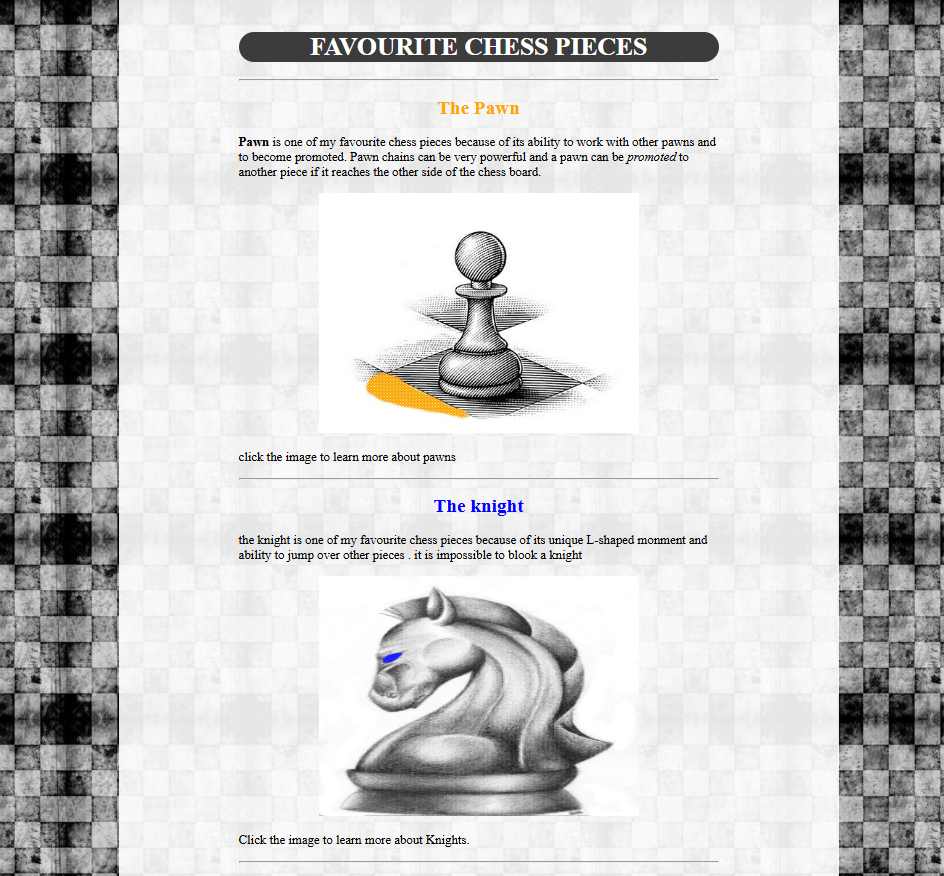 FAVOURITE CHESS PIECES
The Pawn
Pawn is one of my favourite chess pieces because of its ability to work with other pawns and
to become promoted. Pawn chains can be very powerful and a pawn can be promoted to
another piece if it reaches the other side of the chess board.
click the image to learn more about pawns
The knight
the knight is one of my favourite chess pieces because of its unique L-shaped monment and
ability to jump over other pieces . it is impossible to blook a knight
Click the image to learn more about Knights.